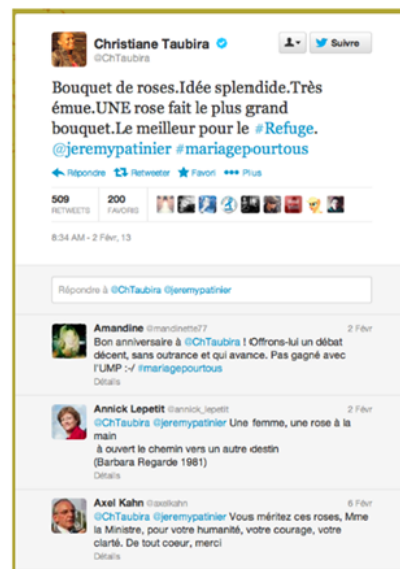 Christiane Taubira
@ChTaubira
Suivre
Bouquet de roses.Idée splendide.Très
émue.UNE rose fait le plus grand
bouquet.Le meilleur pour le #Refuge.
@jeremypatinier #mariagepourtous
Répondre Retweeter Favori Plus
509 RETWEETS
200 FAVORIS
8:34 AM - 2 Févr, 13
Répondre à @ChTaubira @jeremypatinier
Amandine @mandinette77 2 Févr
Bon anniversaire à @ChTaubira ! Offrons-lui un débat
décent, sans outrance et qui avance. Pas gagné avec
l'UMP :-/ #mariagepourtous
Détails
Annick Lepetit @annick_lepetit 2 Févr
@ChTaubira @jeremypatinier Une femme, une rose à la
main
à ouvert le chemin vers un autre destin
(Barbara Regarde 1981)
Détails
Axel Kahn @axelkahn 6 Févr
@ChTaubira @jeremypatinier Vous méritez ces roses, Mme
la Ministre, pour votre humanité, votre courage, votre
clarté. De tout coeur, merci
Détails